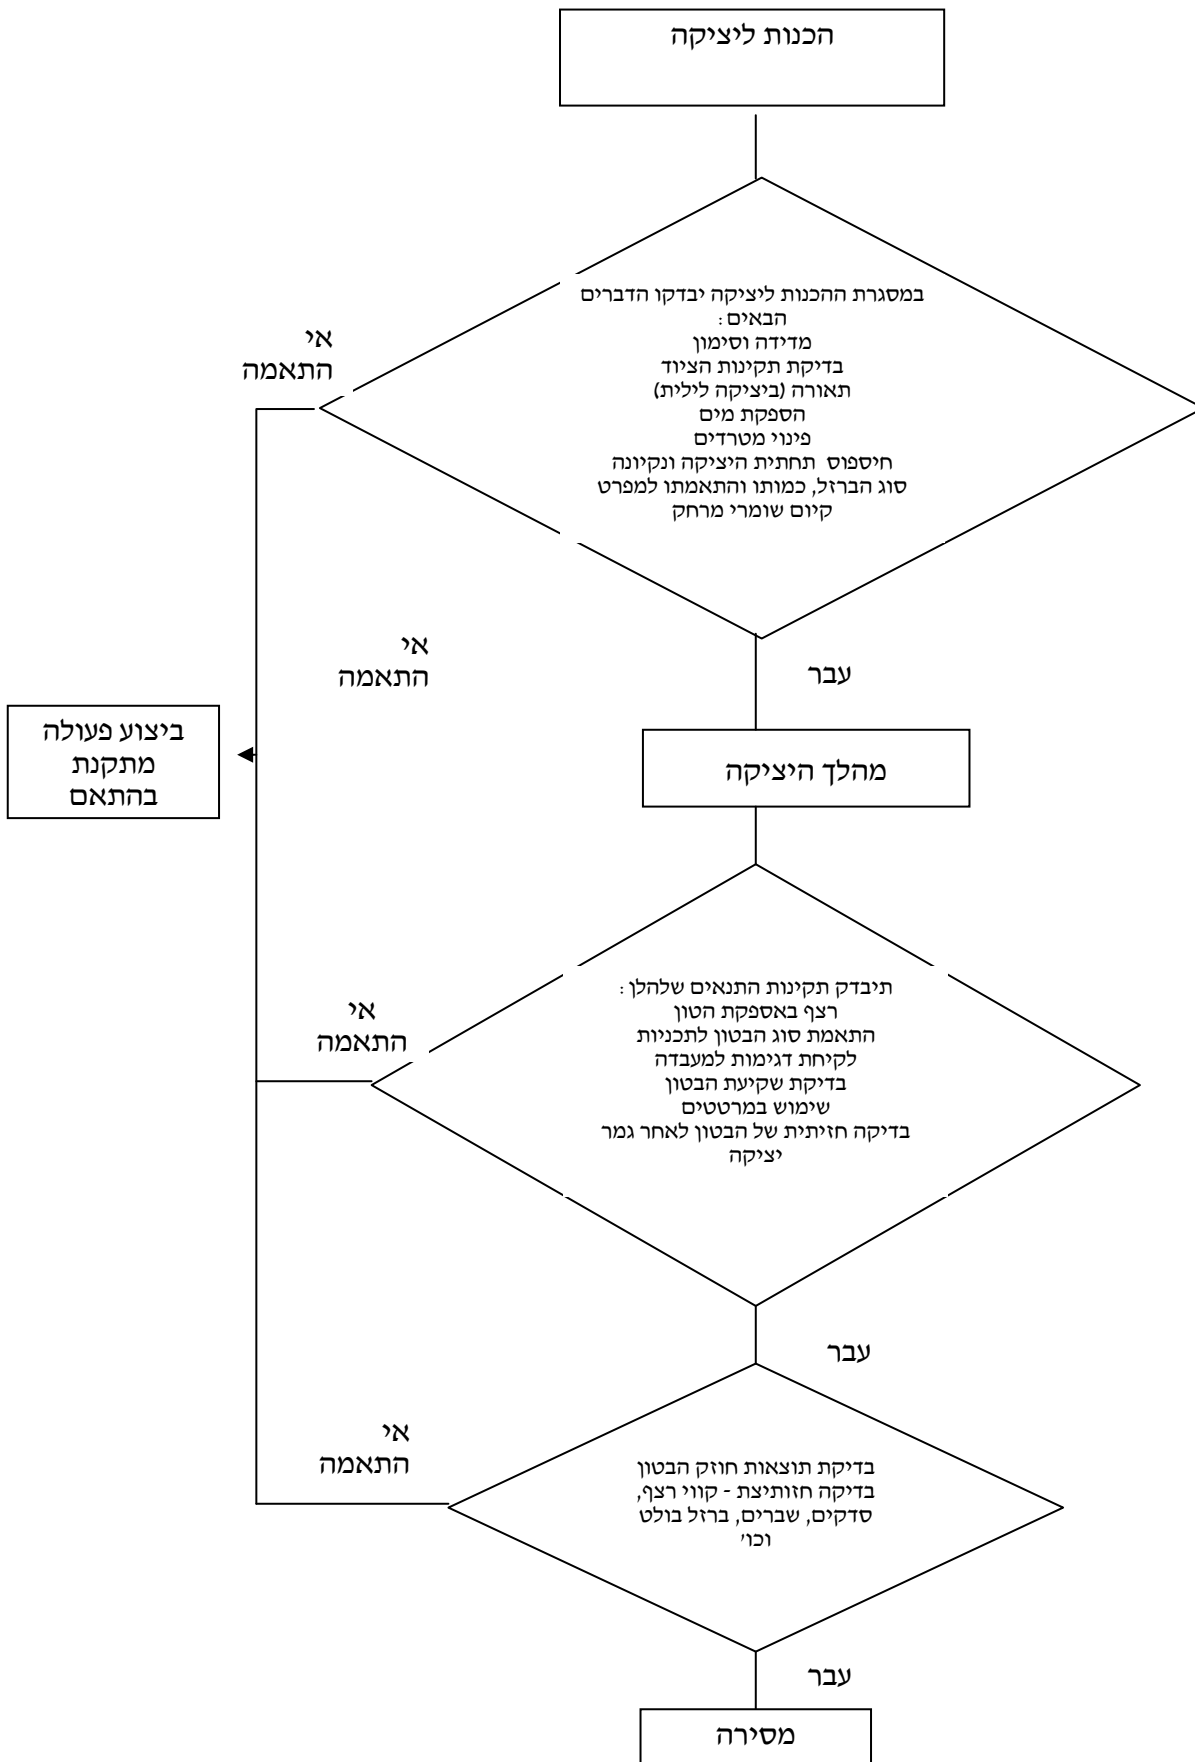 הכנות ליציקה
במסגרת ההכנות ליציקה יבדקו הדברים
הבאים:
מדידה וסימון
בדיקת תקינות הציוד
תאורה (ביציקה לילית)
הספקת מים
פינוי מטרדים
חיספוס תחתית היציקה ונקיונה
סוג הברזל, כמותו והתאמתו למפרט
קיום שומרי מרחק
אי
התאמה
עבר
אי
התאמה
ביצוע פעולה
מתקנת
בהתאם
מהלך היציקה
תיבדק תקינות התנאים שלהלן:
רצף באספקת הטון
התאמת סוג הבטון לתכניות
לקיחת דגימות למעבדה
בדיקת שקיעת הבטון
שימוש במרטטים
בדיקה חזיתית של הבטון לאחר גמר
יציקה
אי
התאמה
עבר
בדיקת תוצאות חוזק הבטון
בדיקה חזותיצת - קווי רצף,
סדקים, שברים, ברזל בולט
וכו'
אי
התאמה
עבר
מסירה